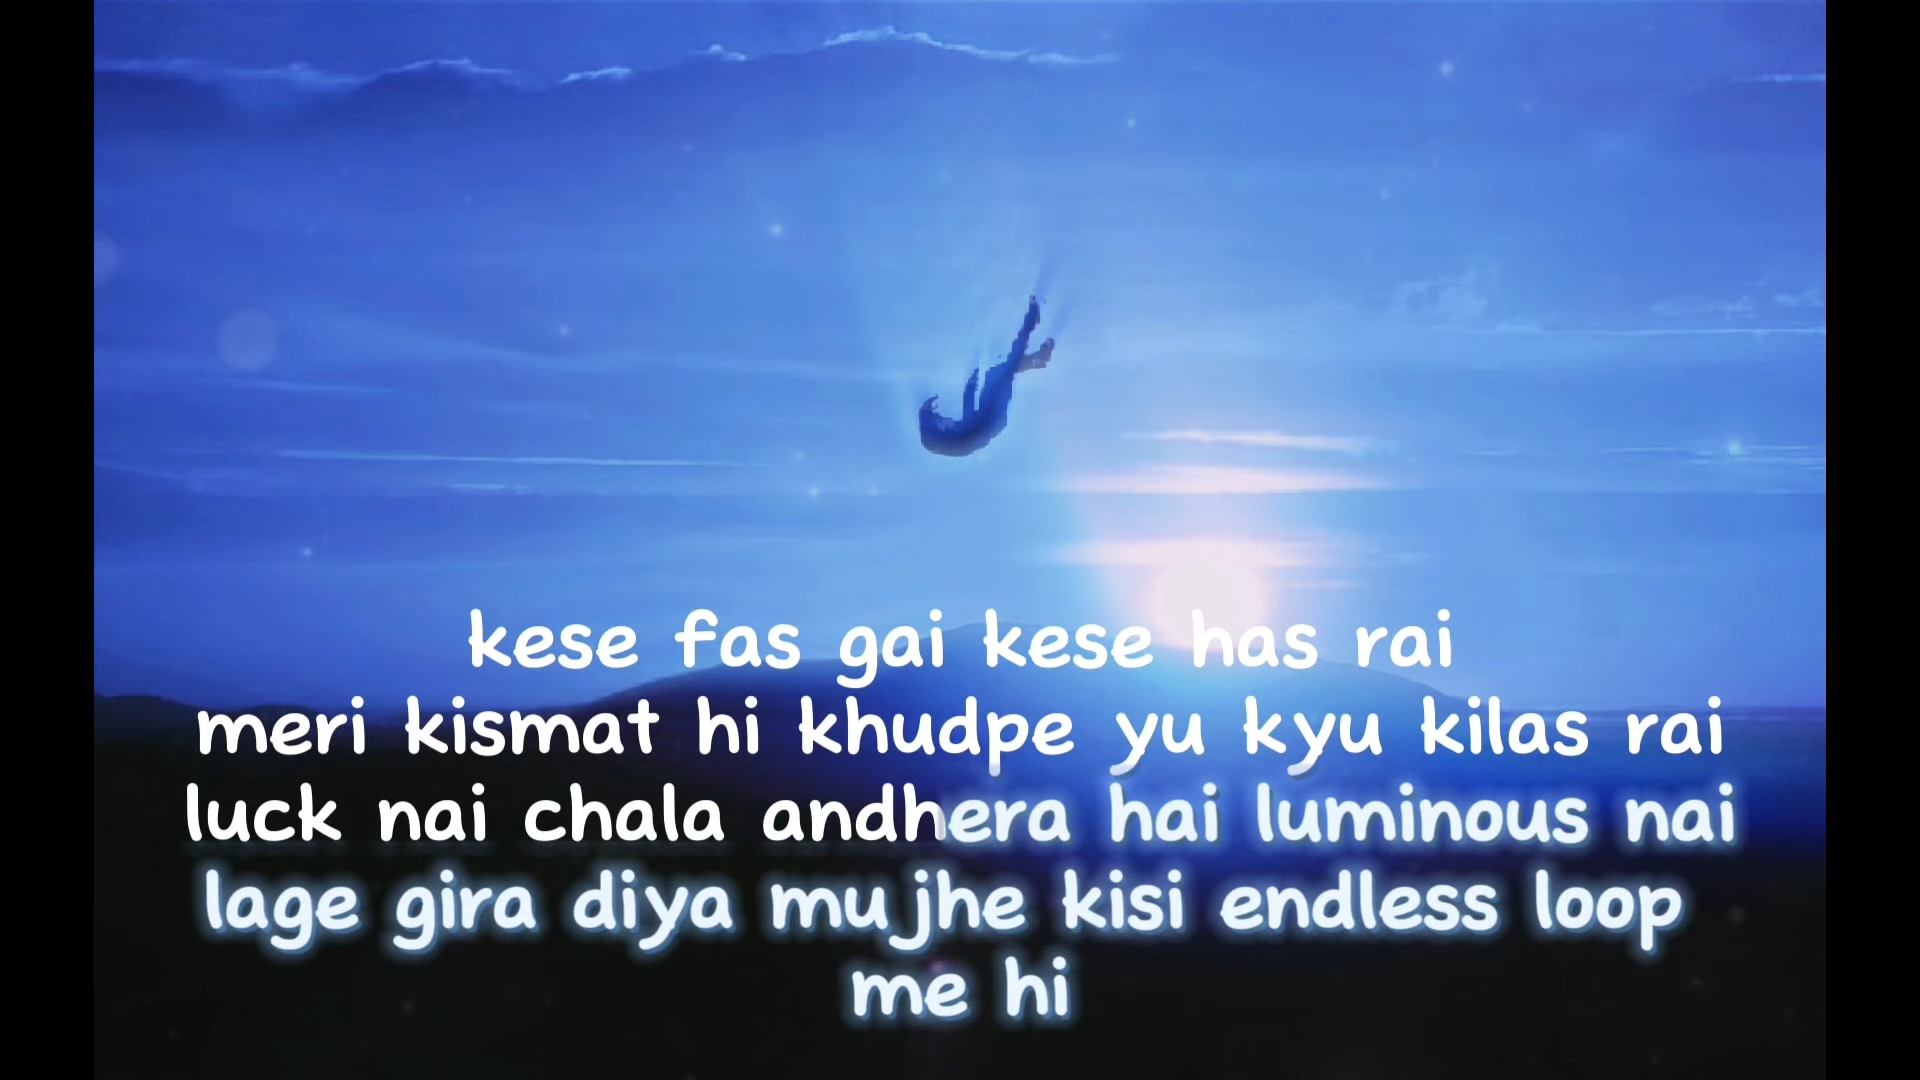 kese fas gai kese has rai
meri kismat hi khudpe yu kyu kilas rai
luck nai chala andhera hai luminous nai
lage gira diya mujhe kisi endless loop
me hi